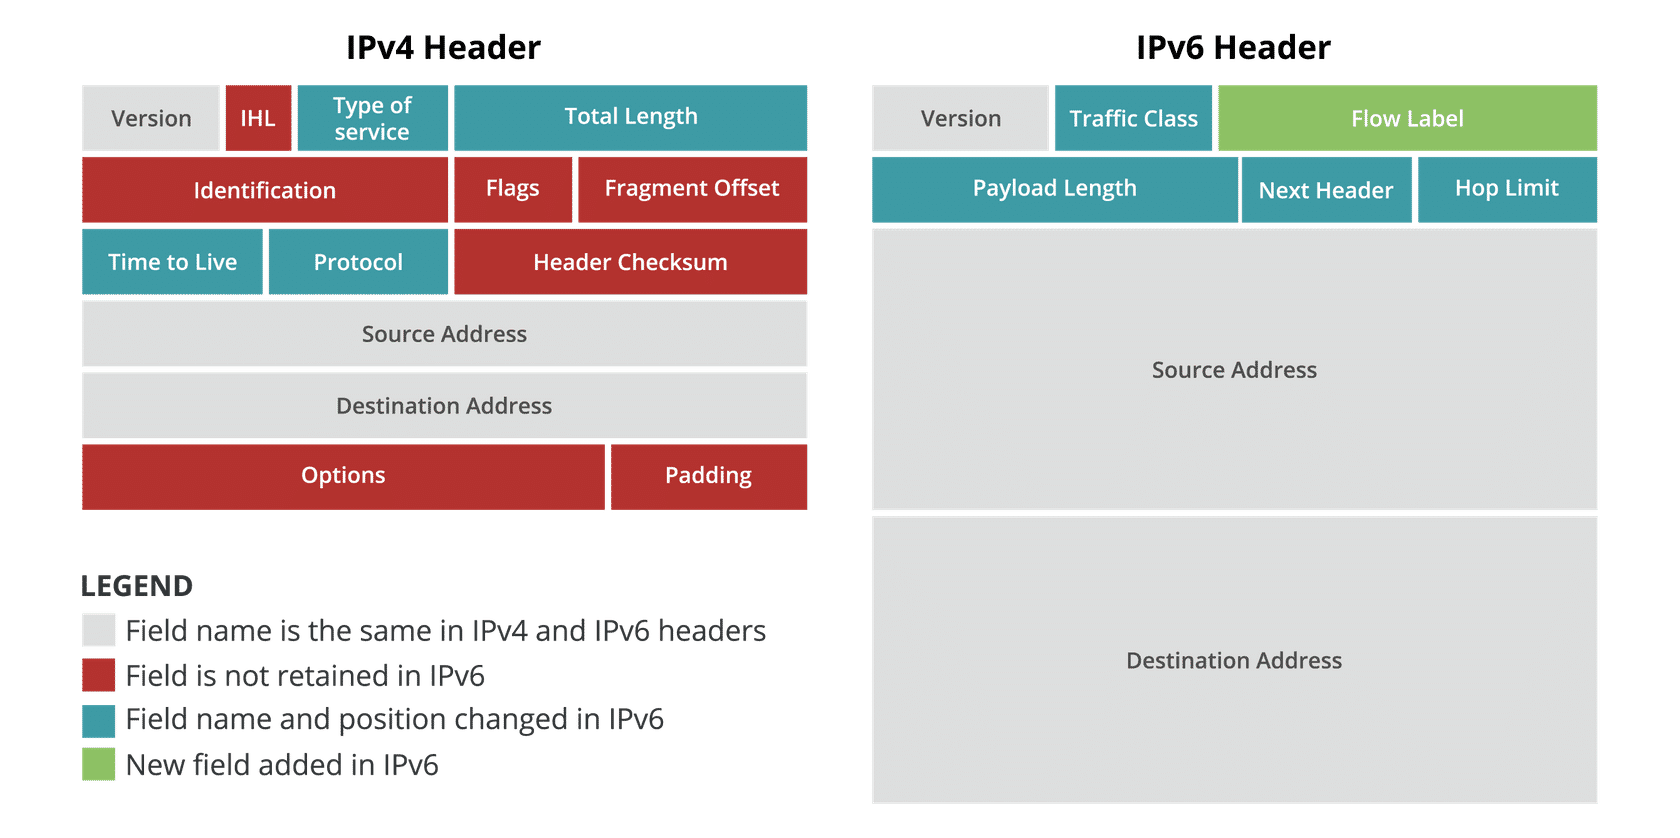 IPv4 Header
IPv6 Header
Version
IHL
Type of
service
Total Length
Identification
Flags
Fragment Offset
Time to Live
Protocol
Header Checksum
Source Address
Destination Address
Options
Padding
Version
Traffic Class
Flow Label
Payload Length
Next Header
Hop Limit
Source Address
Destination Address
LEGEND
Field name is the same in IPv4 and IPv6 headers
Field is not retained in IPv6
Field name and position changed in IPv6
New field added in IPv6